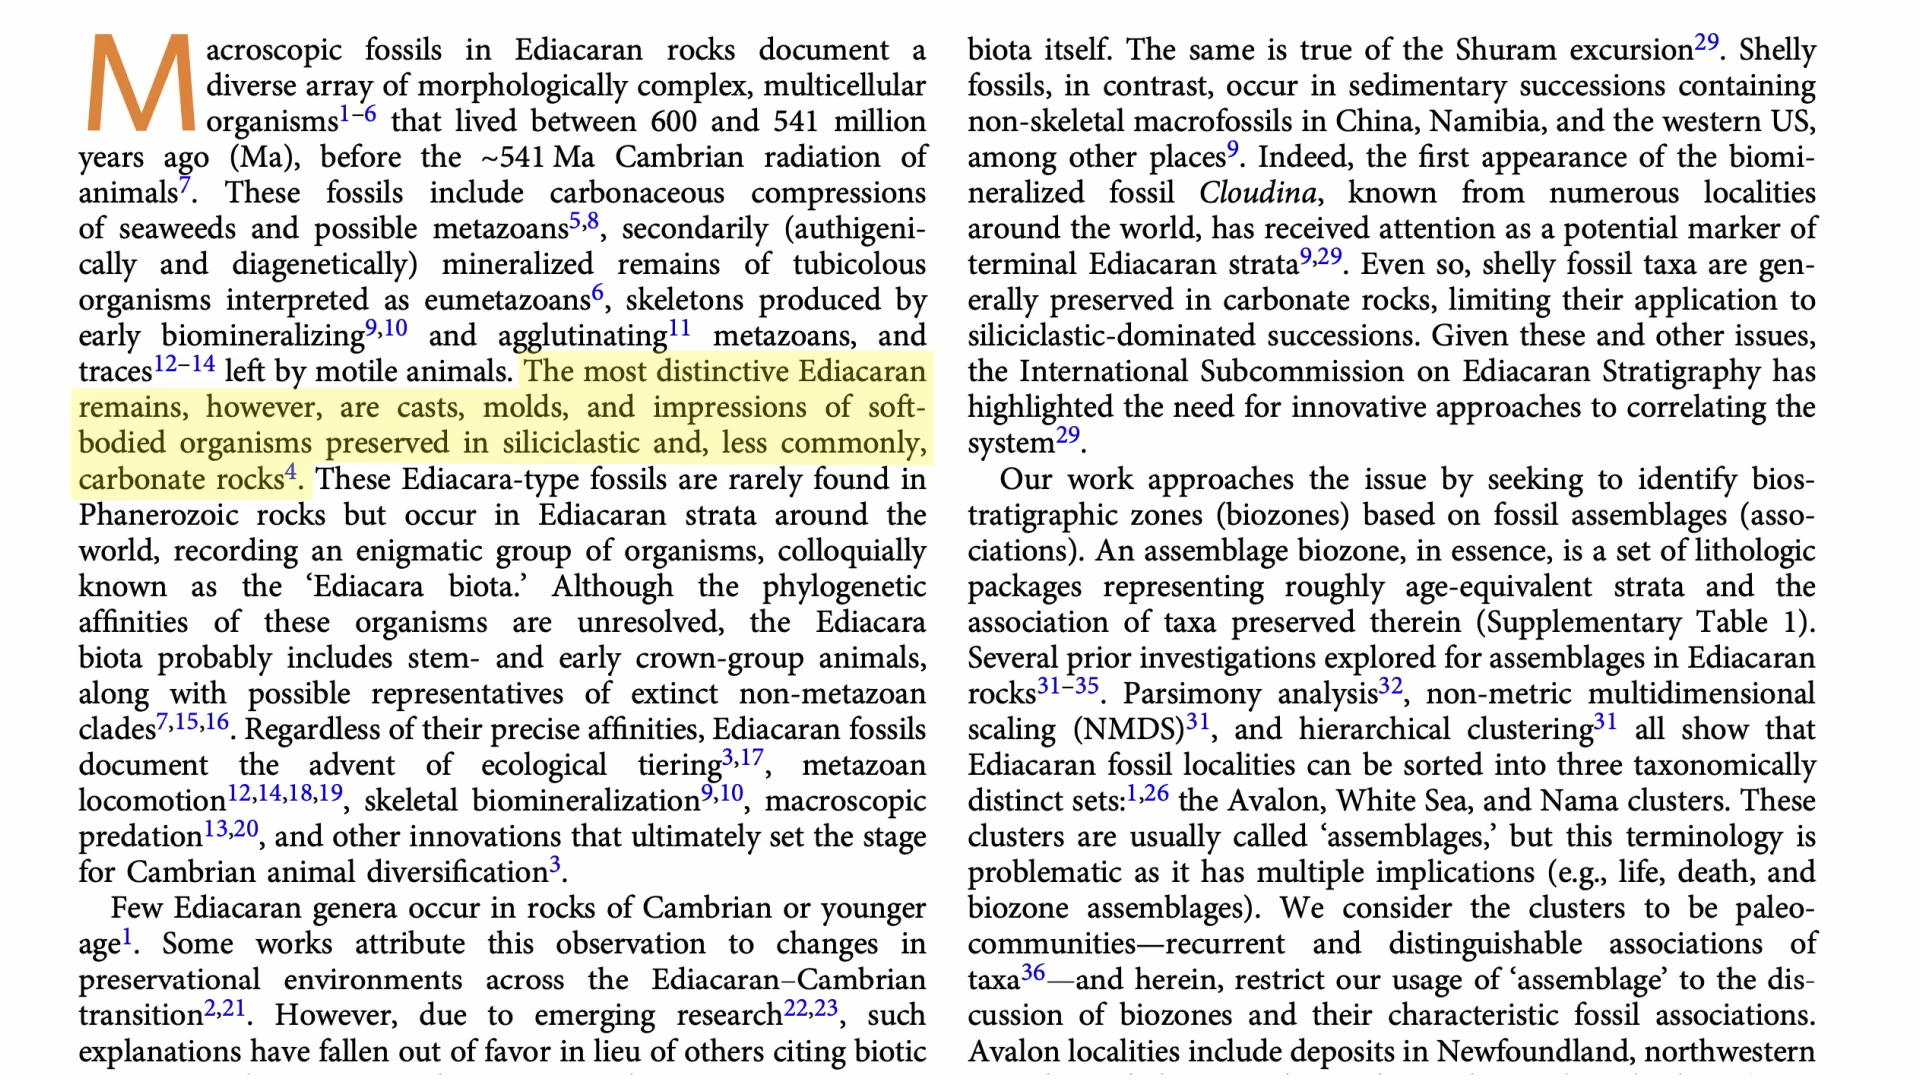 Macroscopic fossils in Ediacaran rocks document a
diverse array of morphologically complex, multicellular
organisms1–6 that lived between 600 and 541 million
years ago (Ma), before the ~541 Ma Cambrian radiation of
animals7. These fossils include carbonaceous compressions
of seaweeds and possible metazoans5,8, secondarily (authigeni-
cally and diagenetically) mineralized remains of tubicolous
organisms interpreted as eumetazoans6, skeletons produced by
early biomineralizing9,10 and agglutinating11 metazoans, and
traces12–14 left by motile animals. The most distinctive Ediacaran
remains, however, are casts, molds, and impressions of soft-
bodied organisms preserved in siliciclastic and, less commonly,
carbonate rocks4. These Ediacara-type fossils are rarely found in
Phanerozoic rocks but occur in Ediacaran strata around the
world, recording an enigmatic group of organisms, colloquially
known as the ‘Ediacara biota.’ Although the phylogenetic
affinities of these organisms are unresolved, the Ediacara
biota probably includes stem- and early crown-group animals,
along with possible representatives of extinct non-metazoan
clades7,15,16. Regardless of their precise affinities, Ediacaran fossils
document the advent of ecological tiering3,17, metazoan
locomotion12,14,18,19, skeletal biomineralization9,10, macroscopic
predation13,20, and other innovations that ultimately set the stage
for Cambrian animal diversification3.
Few Ediacaran genera occur in rocks of Cambrian or younger
age1. Some works attribute this observation to changes in
preservational environments across the Ediacaran–Cambrian
transition2,21. However, due to emerging research22,23, such
explanations have fallen out of favor in lieu of others citing biotic
biota itself. The same is true of the Shuram excursion29. Shelly
fossils, in contrast, occur in sedimentary successions containing
non-skeletal macrofossils in China, Namibia, and the western US,
among other places9. Indeed, the first appearance of the biomi-
neralized fossil Cloudina, known from numerous localities
around the world, has received attention as a potential marker of
terminal Ediacaran strata9,29. Even so, shelly fossil taxa are gen-
erally preserved in carbonate rocks, limiting their application to
siliciclastic-dominated successions. Given these and other issues,
the International Subcommission on Ediacaran Stratigraphy has
highlighted the need for innovative approaches to correlating the
system29.
Our work approaches the issue by seeking to identify bios-
tratigraphic zones (biozones) based on fossil assemblages (asso-
ciations). An assemblage biozone, in essence, is a set of lithologic
packages representing roughly age-equivalent strata and the
association of taxa preserved therein (Supplementary Table 1).
Several prior investigations explored for assemblages in Ediacaran
rocks31–35. Parsimony analysis32, non-metric multidimensional
scaling (NMDS)31, and hierarchical clustering31 all show that
Ediacaran fossil localities can be sorted into three taxonomically
distinct sets:1,26 the Avalon, White Sea, and Nama clusters. These
clusters are usually called ‘assemblages,’ but this terminology is
problematic as it has multiple implications (e.g., life, death, and
biozone assemblages). We consider the clusters to be paleo-
communities—recurrent and distinguishable associations of
taxa36—and herein, restrict our usage of ‘assemblage’ to the dis-
cussion of biozones and their characteristic fossil associations.
Avalon localities include deposits in Newfoundland, northwestern